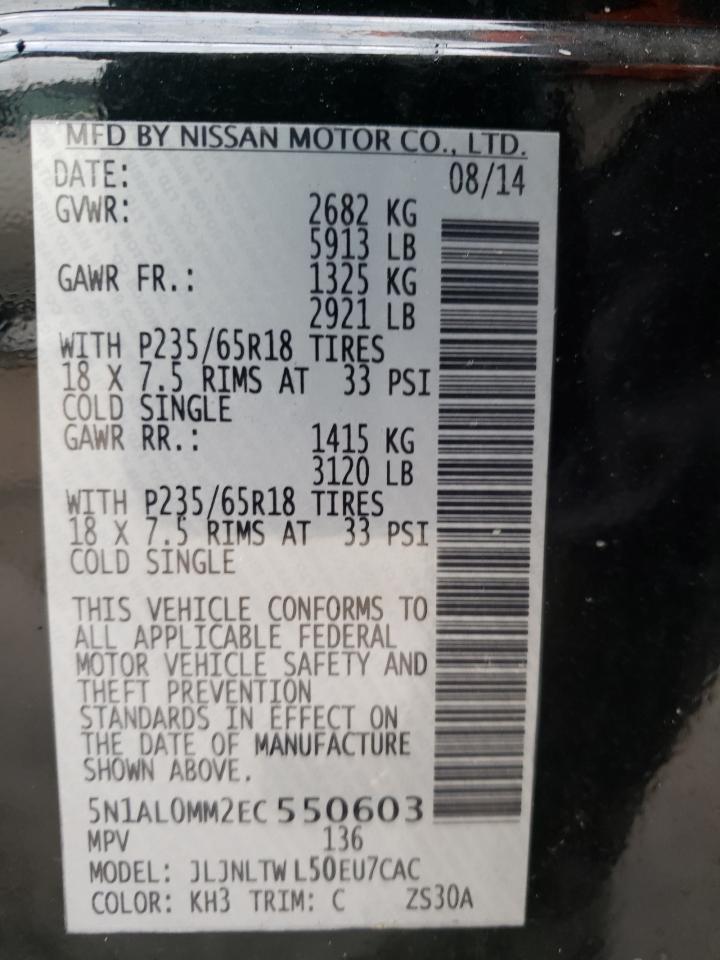 MFD BY NISSAN MOTOR CO., LTD.
DATE: 08/14
GVWR: 2682 KG
5913 LB
GAWR FR.: 1325 KG
2921 LB
WITH P235/65R18 TIRES
18 X 7.5 RIMS AT 33 PSI
COLD SINGLE
GAWR RR.: 1415 KG
3120 LB
WITH P235/65R18 TIRES
18 X 7.5 RIMS AT 33 PSI
COLD SINGLE
THIS VEHICLE CONFORMS TO
ALL APPLICABLE FEDERAL
MOTOR VEHICLE SAFETY AND
THEFT PREVENTION
STANDARDS IN EFFECT ON
THE DATE OF MANUFACTURE
SHOWN ABOVE.
5N1AL0MM2EC 550603
MPV 136
MODEL: JLJNLTW L50EU7CAC
COLOR: KH3 TRIM: C ZS30A